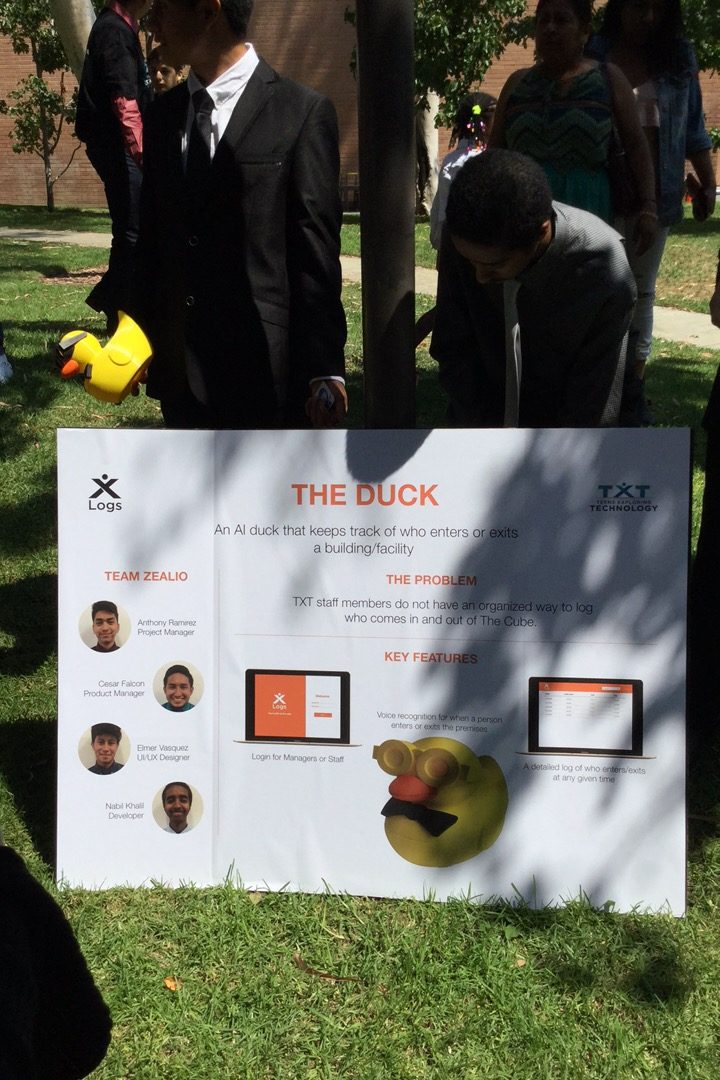 Logs
THE DUCK
TXT
TEENS EXPLORING
TECHNOLOGY
An AI duck that keeps track of who enters or exits
a building/facility
TEAM ZEALIO
Anthony Ramirez
Project Manager
Cesar Falcon
Product Manager
Elmer Vasquez
UI/UX Designer
Nabil Khalil
Developer
THE PROBLEM
TXT staff members do not have an organized way to log
who comes in and out of The Cube.
KEY FEATURES
Logs
Login for Managers or Staff
Voice recognition for when a person
enters or exits the premises
A detailed log of who enters/exits
at any given time